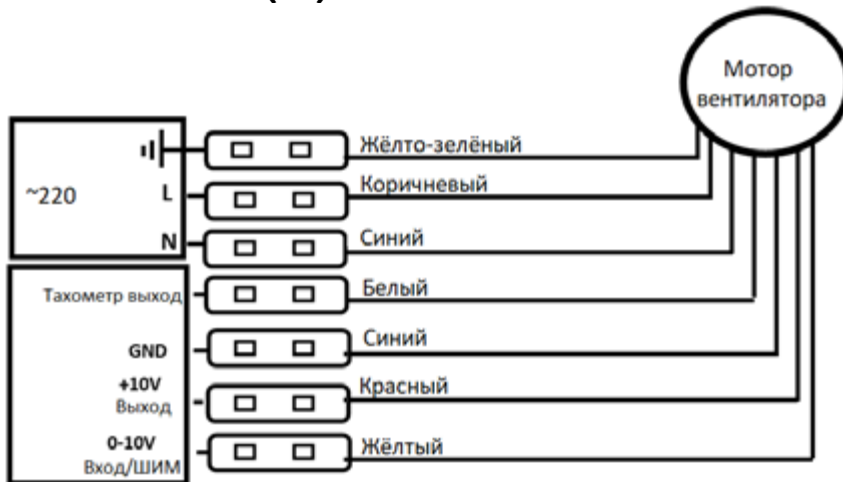 Мотор
вентилятора
Жёлто-зелёный
~220
L
Коричневый
N
Синий
Тахометр выход
Белый
GND
Синий
+10V
Выход
Красный
0-10V
Вход/ШИМ
Жёлтый